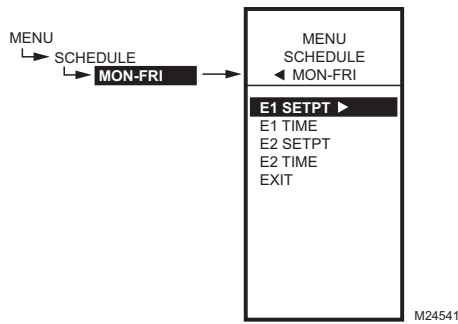 MENU
SCHEDULE
MON-FRI
MENU
SCHEDULE
◄ MON-FRI
E1 SETPT ►
E1 TIME
E2 SETPT
E2 TIME
EXIT
M24541